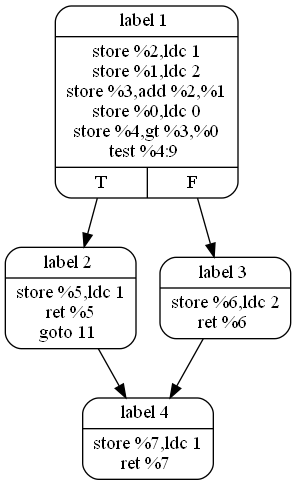 label 1
store %2,ldc 1
store %1,ldc 2
store %3,add %2,%1
store %0,ldc 0
store %4,gt %3,%0
test %4:9
T
F
label 2
store %5,ldc 1
ret %5
goto 11
label 3
store %6,ldc 2
ret %6
label 4
store %7,ldc 1
ret %7